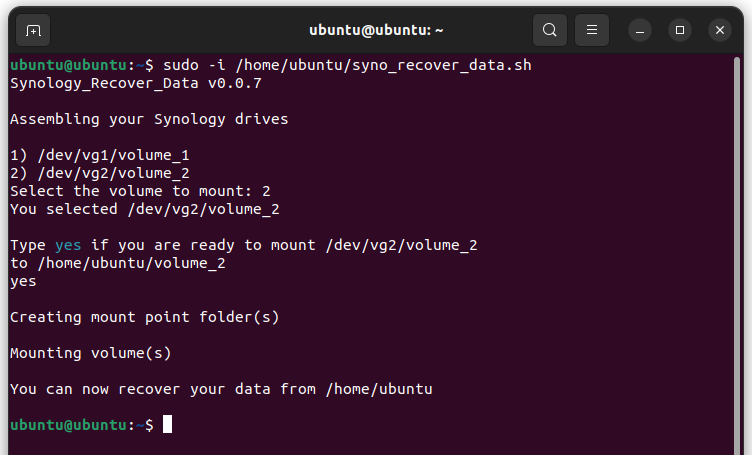 ubuntu@ubuntu: ~
ubuntu@ubuntu:~$ sudo -i /home/ubuntu/syno_recover_data.sh
Synology_Recover_Data v0.0.7
Assembling your Synology drives
1) /dev/vg1/volume_1
2) /dev/vg2/volume_2
Select the volume to mount: 2
You selected /dev/vg2/volume_2
Type yes if you are ready to mount /dev/vg2/volume_2
to /home/ubuntu/volume_2
yes
Creating mount point folder(s)
Mounting volume(s)
You can now recover your data from /home/ubuntu
ubuntu@ubuntu:~$